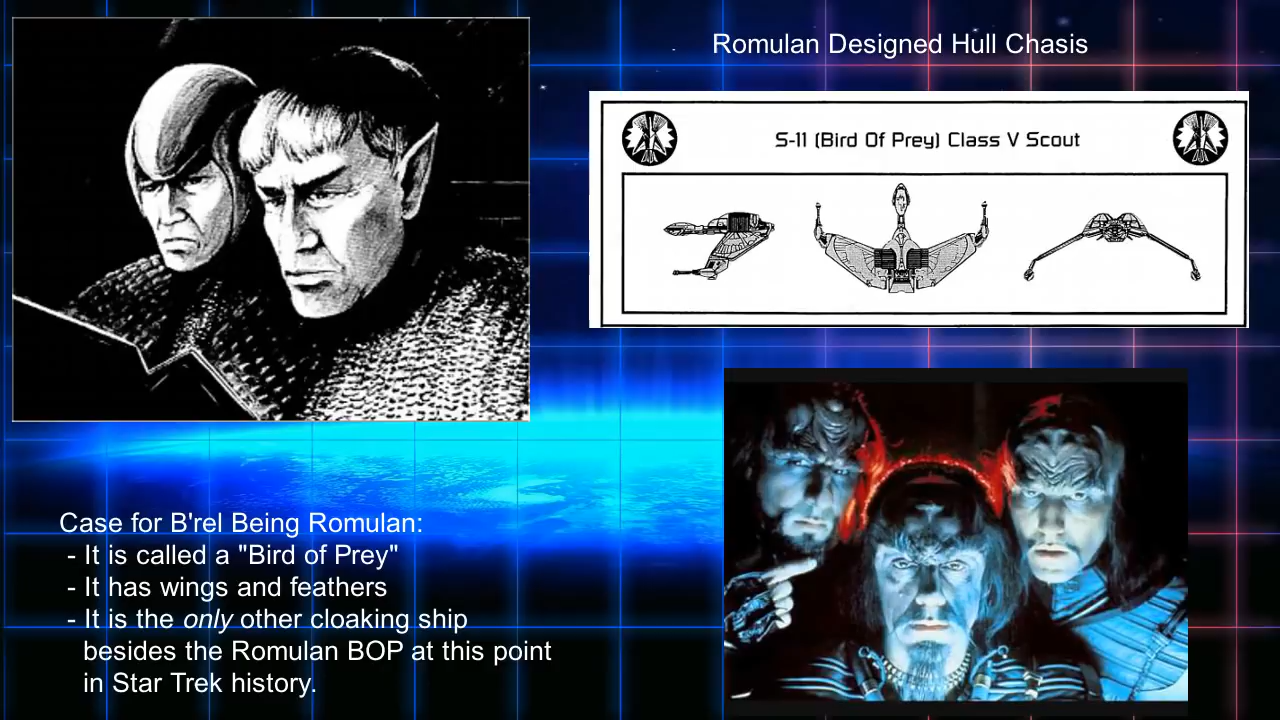 Romulan Designed Hull Chasis
S-11 (Bird Of Prey) Class V Scout
Case for B'rel Being Romulan:
- It is called a "Bird of Prey"
- It has wings and feathers
- It is the only other cloaking ship
besides the Romulan BOP at this point
in Star Trek history.